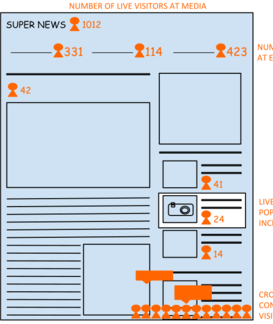 NUMBER OF LIVE VISITORS AT MEDIA
SUPER NEWS 1012
331 114 423
NUM
AT E
42
41
24
LIVE
POP
INCL
14
CRO
CON
VISI